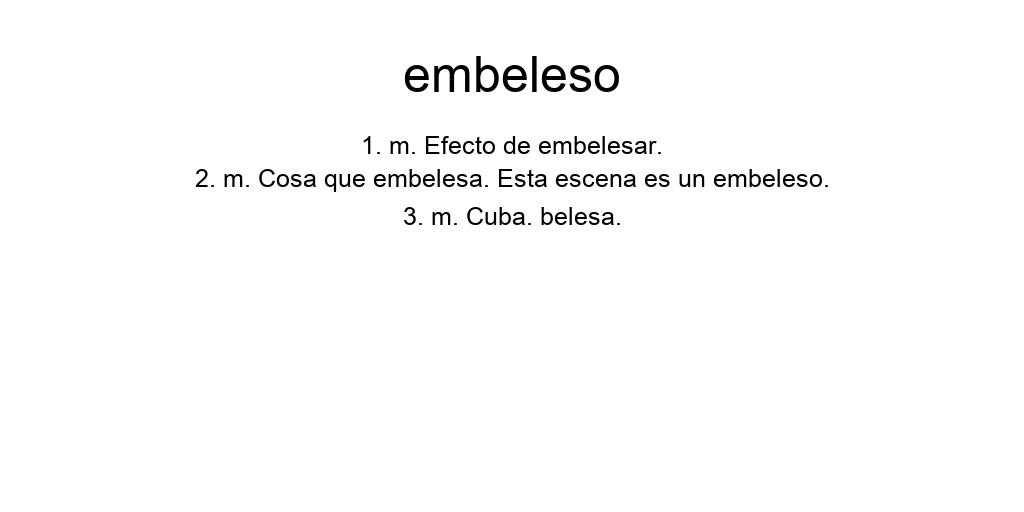 embeleso
1. m. Efecto de embelesar.
2. m. Cosa que embelesa. Esta escena es un embeleso.
3. m. Cuba. belesa.